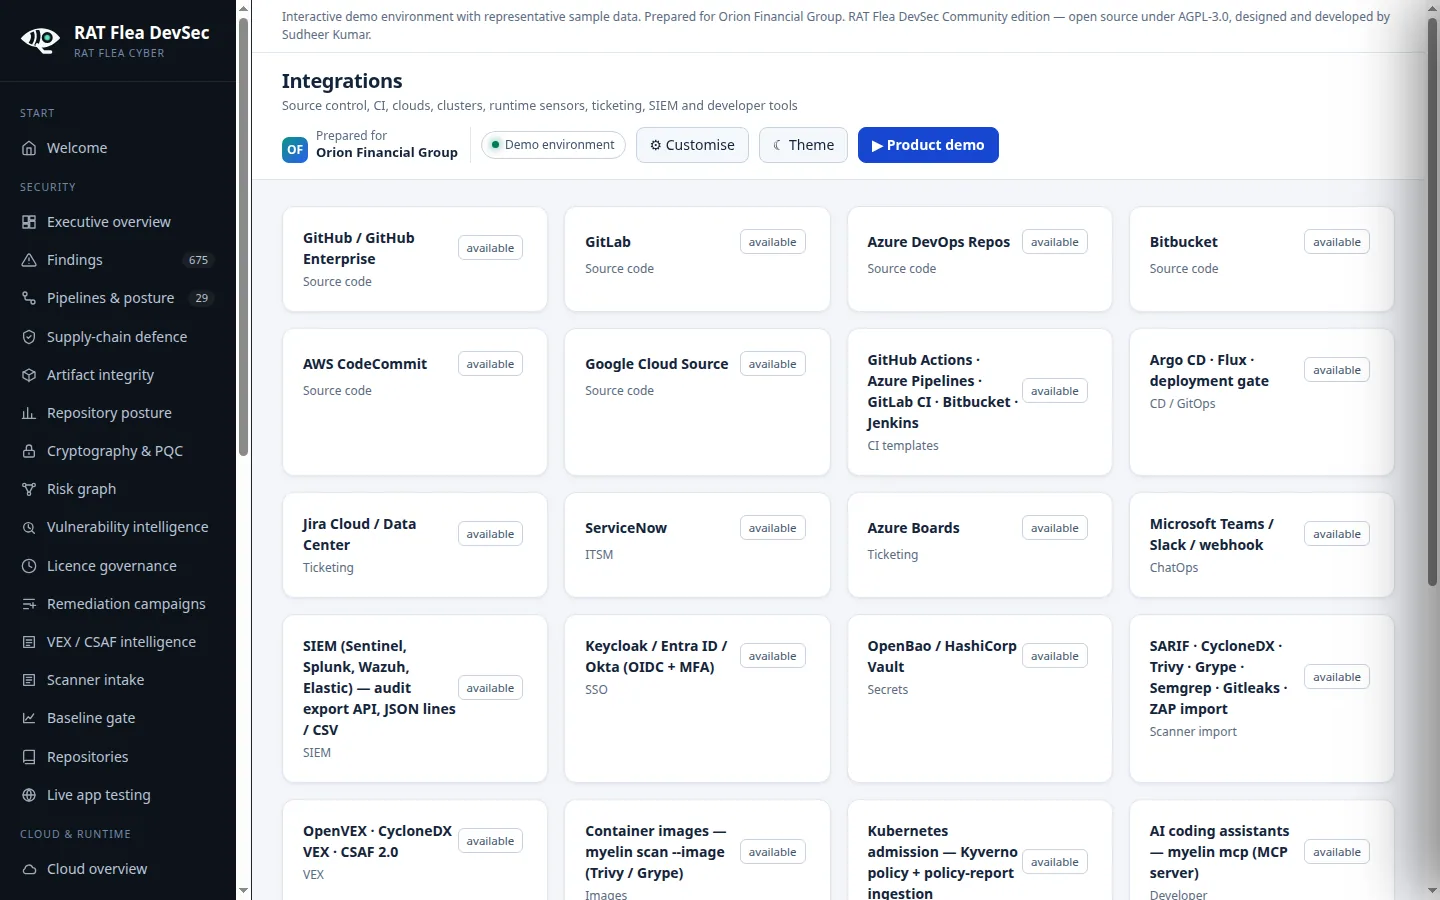 RAT Flea DevSec
RAT FLEA CYBER
START
Welcome
SECURITY
Executive overview
Findings 675
Pipelines & posture 29
Supply-chain defence
Artifact integrity
Repository posture
Cryptography & PQC
Risk graph
Vulnerability intelligence
Licence governance
Remediation campaigns
VEX / CSAF intelligence
Scanner intake
Baseline gate
Repositories
Live app testing
CLOUD & RUNTIME
Cloud overview
Interactive demo environment with representative sample data. Prepared for Orion Financial Group. RAT Flea DevSec Community edition — open source under AGPL-3.0, designed and developed by
Sudheer Kumar.
Integrations
Source control, CI, clouds, clusters, runtime sensors, ticketing, SIEM and developer tools
OF
Prepared for
Orion Financial Group
Demo environment
⚙ Customise
☾ Theme
▶ Product demo
GitHub / GitHub
Enterprise
available
Source code
GitLab
available
Source code
Azure DevOps Repos
available
Source code
Bitbucket
available
Source code
AWS CodeCommit
available
Source code
Google Cloud Source
available
Source code
GitHub Actions ·
Azure Pipelines ·
GitLab CI · Bitbucket ·
Jenkins
available
CI templates
Argo CD · Flux ·
deployment gate
available
CD / GitOps
Jira Cloud / Data
Center
available
Ticketing
ServiceNow
available
ITSM
Azure Boards
available
Ticketing
Microsoft Teams /
Slack / webhook
available
ChatOps
SIEM (Sentinel,
Splunk, Wazuh,
Elastic) — audit
export API, JSON lines
/ CSV
available
SIEM
Keycloak / Entra ID /
Okta (OIDC + MFA)
available
SSO
OpenBao / HashiCorp
Vault
available
Secrets
SARIF · CycloneDX ·
Trivy · Grype ·
Semgrep · Gitleaks ·
ZAP import
available
Scanner import
OpenVEX · CycloneDX
VEX · CSAF 2.0
available
VEX
Container images —
myelin scan --image
(Trivy / Grype)
available
Images
Kubernetes
admission — Kyverno
policy + policy-report
ingestion
available
AI coding assistants
— myelin mcp (MCP
server)
available
Developer